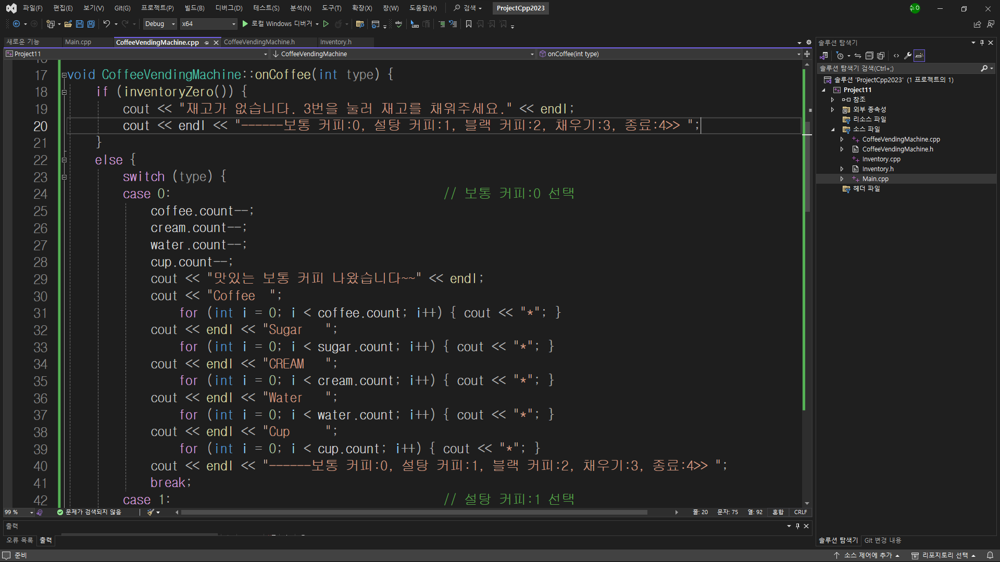 파일(F) 편집(E) 보기(V) Git(G) 프로젝트(P) 빌드(B) 디버그(D) 테스트(S) 분석(N) 도구(T) 확장(X) 창(W) 도움말(H) 검색 ProjectCpp2023 수O
Debug x64 로컬 Windows 디버거
새로운 기능 Main.cpp CoffeeVendingMachine.cpp CoffeeVendingMachine.h Inventory.h
Project11 CoffeeVendingMachine onCoffee(int type)
17 void CoffeeVendingMachine::onCoffee(int type) {
18 if (inventoryZero()) {
19 cout << "재고가 없습니다. 3번을 눌러 재고를 채워주세요." << endl;
20 cout << endl << "------보통 커피:0, 설탕 커피:1, 블랙 커피:2, 채우기:3, 종료:4>> ";
21 }
22 else {
23 switch (type) {
24 case 0: // 보통 커피:0 선택
25 coffee.count--;
26 cream.count--;
27 water.count--;
28 cup.count--;
29 cout << "맛있는 보통 커피 나왔습니다~~" << endl;
30 cout << "Coffee  ";
31 for (int i = 0; i < coffee.count; i++) { cout << "*"; }
32 cout << endl << "Sugar   ";
33 for (int i = 0; i < sugar.count; i++) { cout << "*"; }
34 cout << endl << "CREAM   ";
35 for (int i = 0; i < cream.count; i++) { cout << "*"; }
36 cout << endl << "Water   ";
37 for (int i = 0; i < water.count; i++) { cout << "*"; }
38 cout << endl << "Cup     ";
39 for (int i = 0; i < cup.count; i++) { cout << "*"; }
40 cout << endl << "------보통 커피:0, 설탕 커피:1, 블랙 커피:2, 채우기:3, 종료:4>> ";
41 break;
42 case 1: // 설탕 커피:1 선택
99 % 문제가 검색되지 않음 줄: 20 문자: 75 열: 92 혼합 CRLF
출력
오류 목록 출력
솔루션 탐색기
솔루션 탐색기 검색(Ctrl+;)
솔루션 'ProjectCpp2023' (1 프로젝트의 1)
Project11
참조
외부 종속성
리소스 파일
소스 파일
CoffeeVendingMachine.cpp
CoffeeVendingMachine.h
Inventory.cpp
Inventory.h
Main.cpp
헤더 파일
솔루션 탐색기 Git 변경 내용
준비 소스 제어에 추가 리포지토리 선택